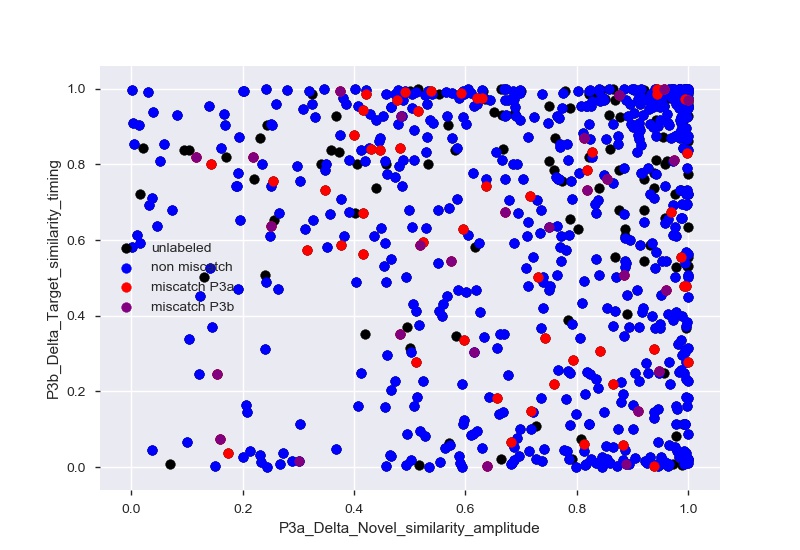 1.0
0.8
0.6
0.4
0.2
0.0
P3b_Delta_Target_similarity_timing
unlabeled
non miscatch
miscatch P3a
miscatch P3b
0.0 0.2 0.4 0.6 0.8 1.0
P3a_Delta_Novel_similarity_amplitude